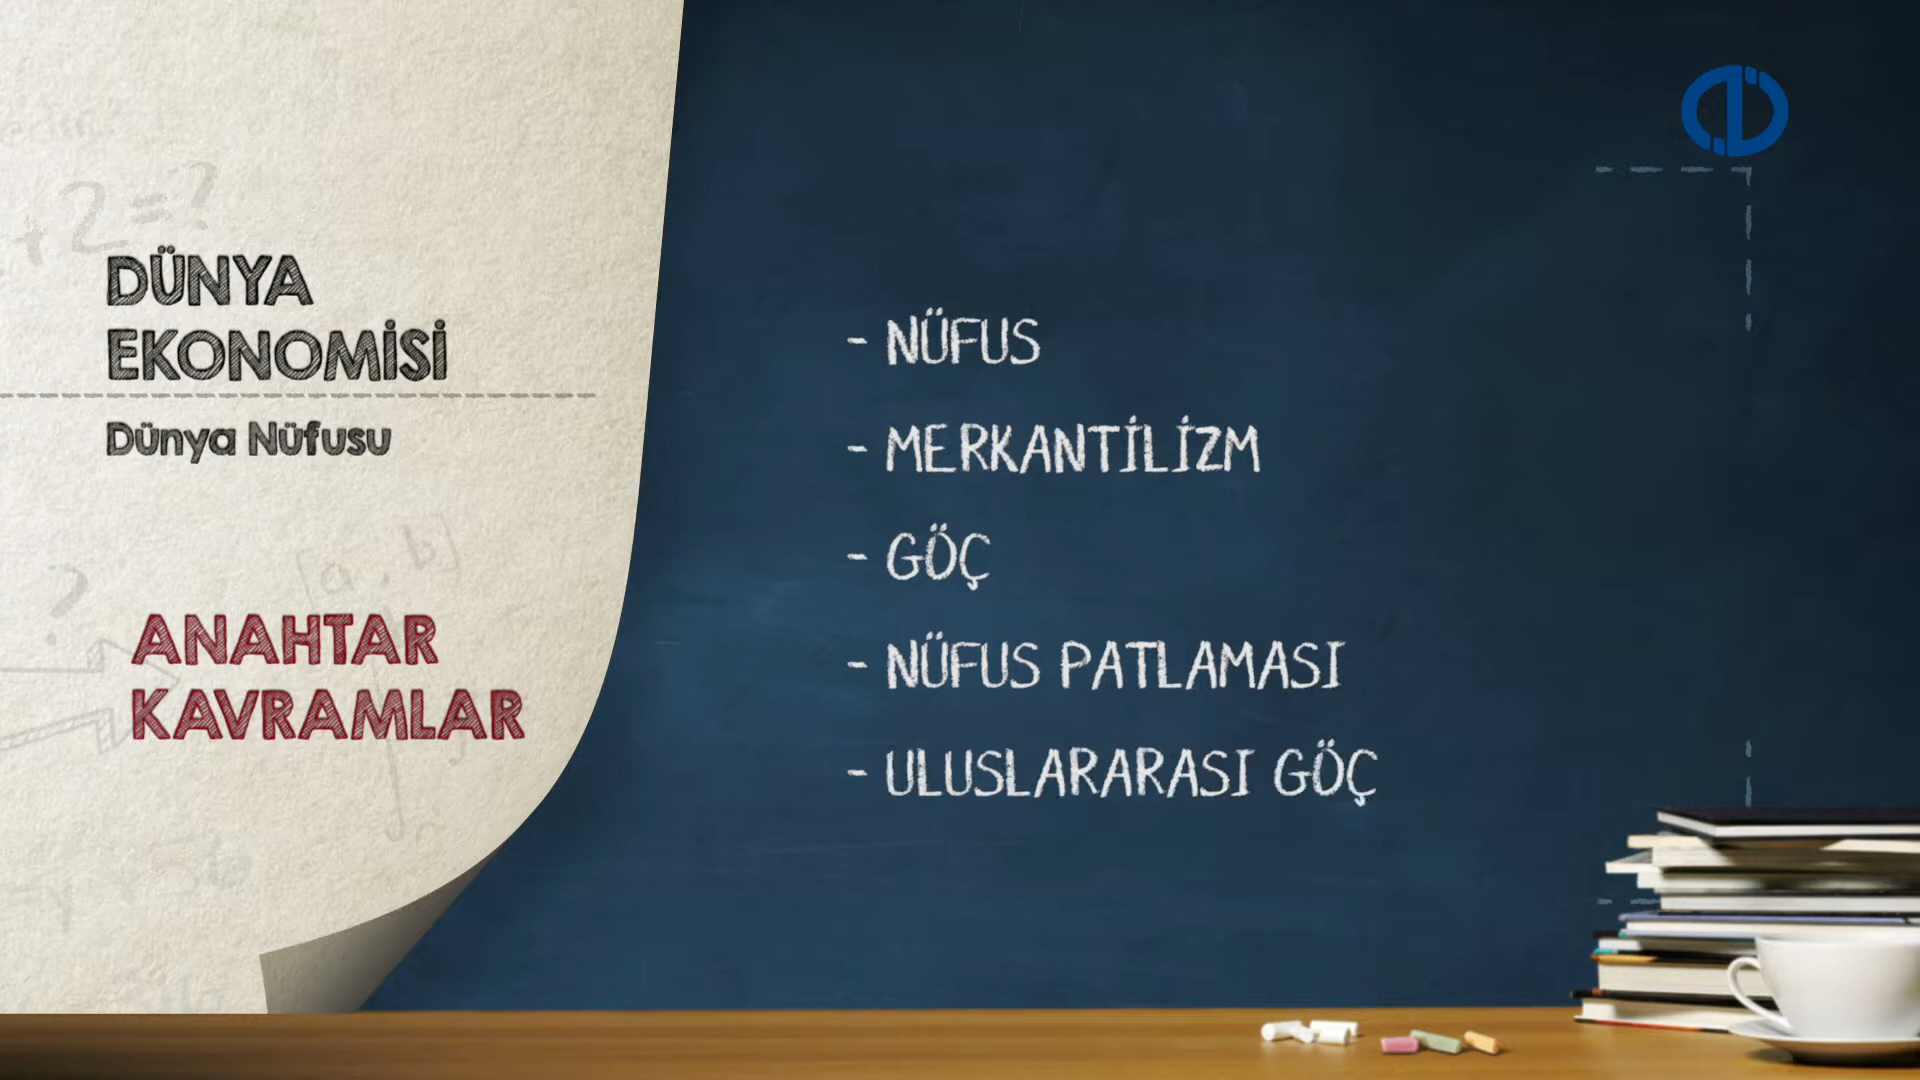 DÜNYA
EKONOMİSİ
Dünya Nüfusu
ANAHTAR
KAVRAMLAR
- NÜFUS
- MERKANTİLİZM
- GÖÇ
- NÜFUS PATLAMASI
- ULUSLARARASI GÖÇ